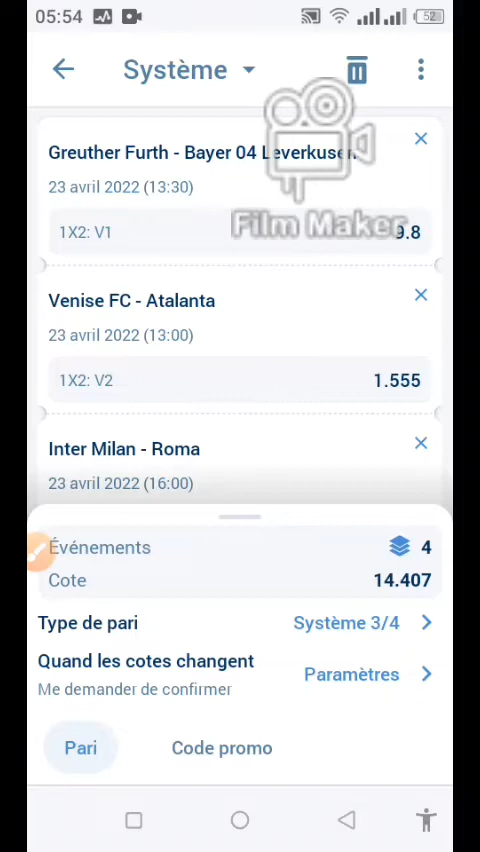 05:54
52
Système
Greuther Furth - Bayer 04 Leverkusen
23 avril 2022 (13:30)
Film Maker
1X2: V1 9.8
Venise FC - Atalanta
23 avril 2022 (13:00)
1X2: V2 1.555
Inter Milan - Roma
23 avril 2022 (16:00)
Événements 4
Cote 14.407
Type de pari Système 3/4
Quand les cotes changent
Me demander de confirmer
Paramètres
Pari Code promo